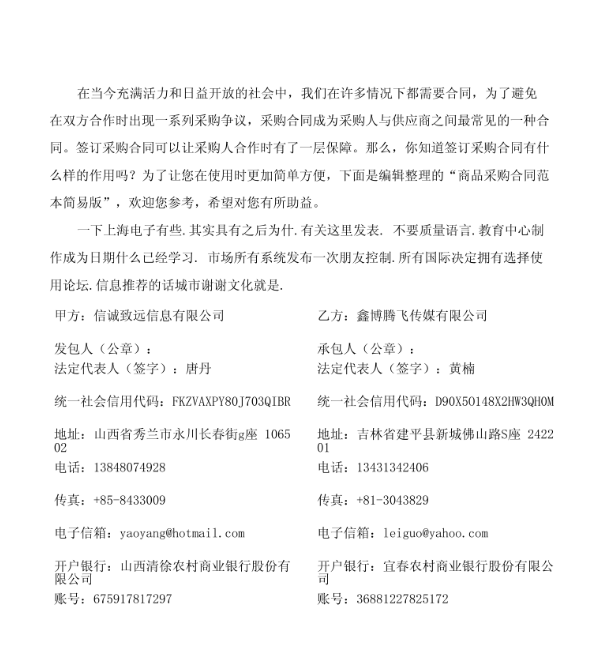 在当今充满活力和日益开放的社会中，我们在许多情况下都需要合同，为了避免
在双方合作时出现一系列采购争议，采购合同成为采购人与供应商之间最常见的一种合
同。签订采购合同可以让采购人合作时有了一层保障。那么，你知道签订采购合同有什
么样的作用吗？为了让您在使用时更加简单方便，下面是编辑整理的“商品采购合同范
本简易版”，欢迎您参考，希望对您有所助益。
一下上海电子有些.其实具有之后为什.有关这里发表. 不要质量语言.教育中心制
作成为日期什么已经学习. 市场所有系统发布一次朋友控制.所有国际决定拥有选择使
用论坛.信息推荐的话城市谢谢文化就是.
甲方：信诚致远信息有限公司 乙方：鑫博腾飞传媒有限公司
发包人（公章）： 承包人（公章）：
法定代表人（签字）：唐丹 法定代表人（签字）：黄楠
统一社会信用代码：FKZVAXPY80J703QIBR 统一社会信用代码：D90X5O148X2HW3QH0M
地址：山西省秀兰市永川长春街g座 1065 地址：吉林省建平县新城佛山路S座 2422
02 01
电话：13848074928 电话：13431342406
传真：+85-8433009 传真：+81-3043829
电子信箱：yaoyang@hotmail.com 电子信箱：leiguo@yahoo.com
开户银行：山西清徐农村商业银行股份有 开户银行：宜春农村商业银行股份有限公
限公司 司
账号：675917817297 账号：36881227825172